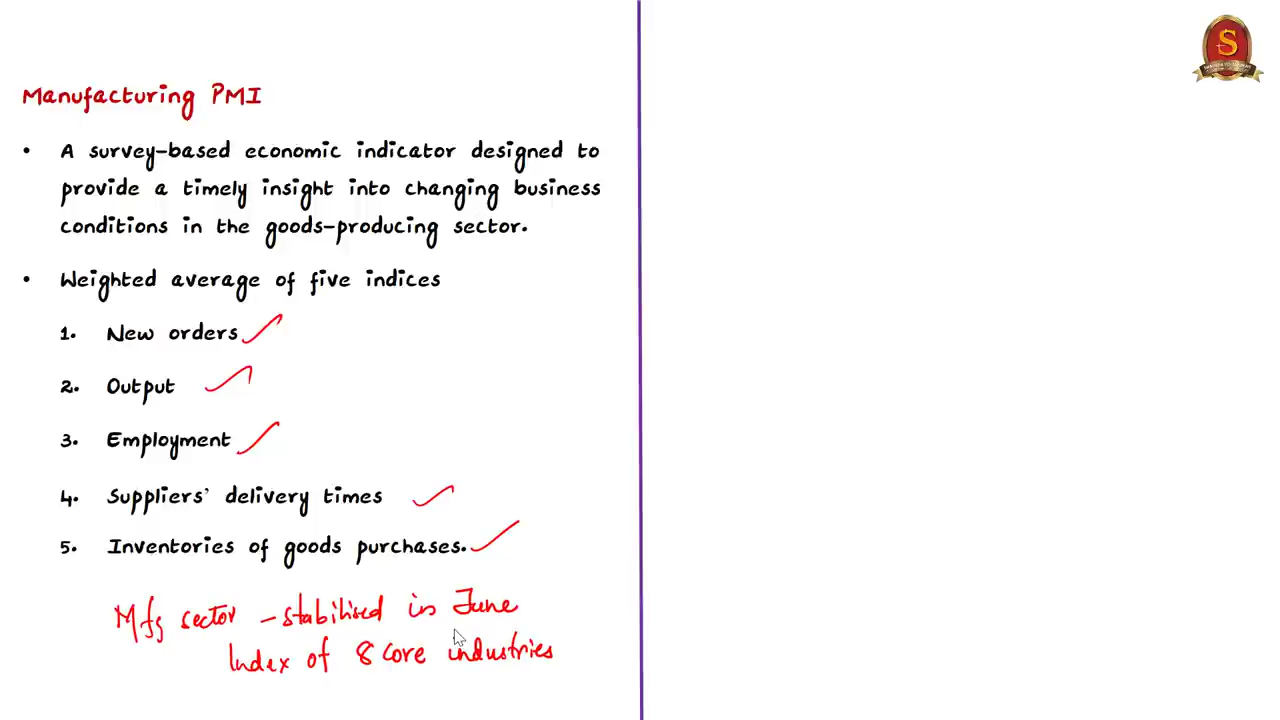 Manufacturing PMI
• A survey-based economic indicator designed to
provide a timely insight into changing business
conditions in the goods-producing sector.
• Weighted average of five indices
1. New orders
2. Output
3. Employment
4. Suppliers' delivery times
5. Inventories of goods purchases.
Mfg sector - stabilised in June
Index of 8 core industries
S